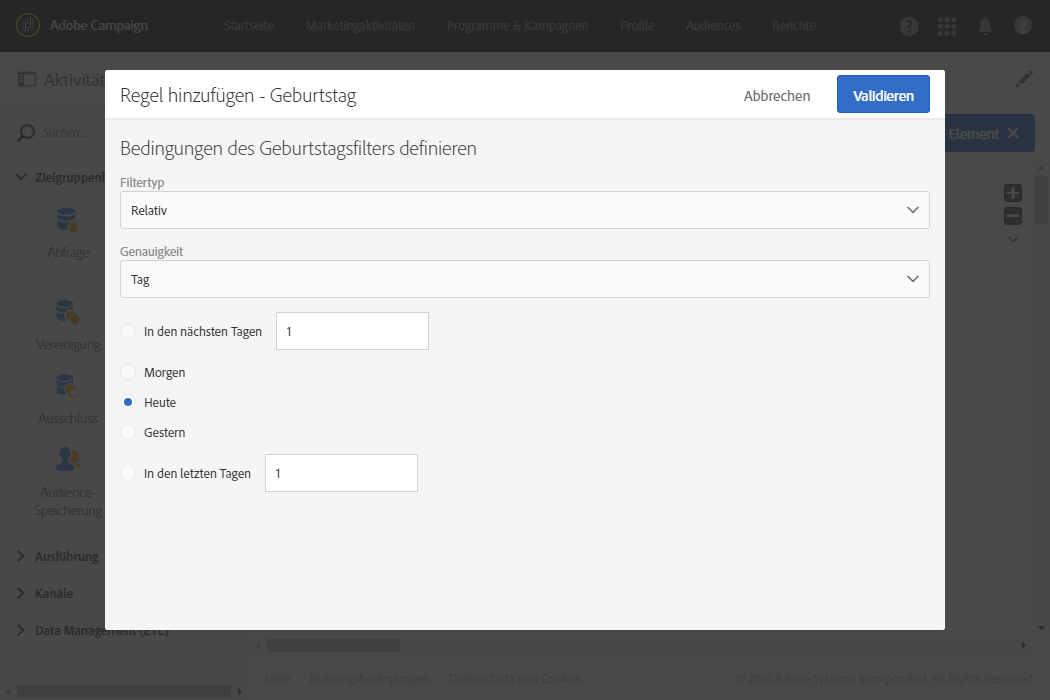 Adobe Campaign
Startseite
Marketingaktivitäten
Programme & Kampagnen
Profile
Audiences
Berichte
Aktivität
Regel hinzufügen - Geburtstag
Abbrechen
Validieren
Suchen...
Element
Bedingungen des Geburtstagsfilters definieren
Zielgruppen
Filtertyp
Relativ
Abfrage
Genauigkeit
Tag
In den nächsten Tagen
1
Vereinigung
Morgen
Heute
Ausschluss
Gestern
In den letzten Tagen
1
Audience-
Speicherung
Ausführung
Kanäle
Data Management (ETL)
Hilfe
Nutzungsbedingungen
Datenschutz und Cookies
© 2016 Adobe Systems Incorporated. All Rights Reserved.